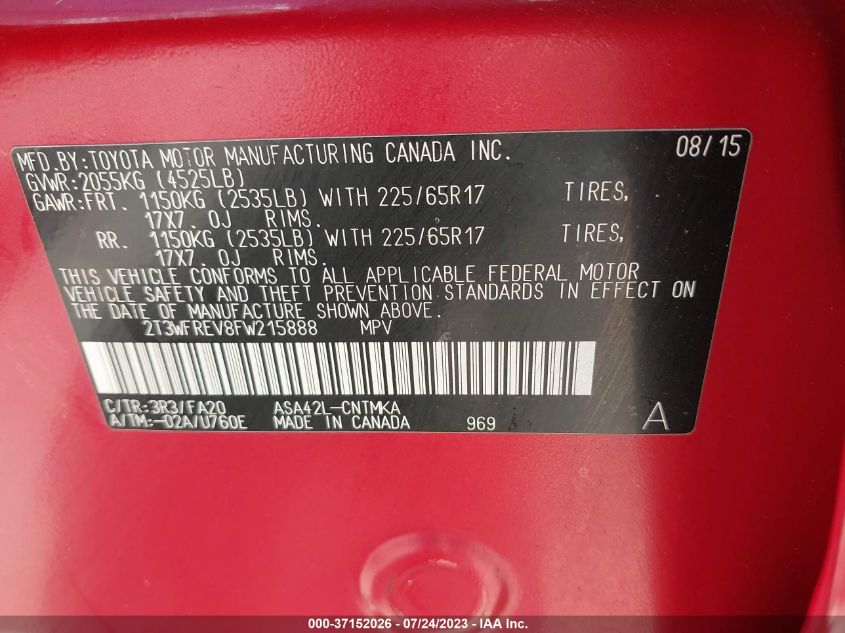 MFD.BY:TOYOTA MOTOR MANUFACTURING CANADA INC. 08/15
GVWR:2055KG (4525LB)
GAWR:FRT. 1150KG (2535LB) WITH 225/65R17 TIRES,
17X7.0J RIMS.
RR. 1150KG (2535LB) WITH 225/65R17 TIRES,
17X7.0J RIMS.
THIS VEHICLE CONFORMS TO ALL APPLICABLE FEDERAL MOTOR
VEHICLE SAFETY AND THEFT PREVENTION STANDARDS IN EFFECT ON
THE DATE OF MANUFACTURE SHOWN ABOVE.
2T3WFREV8FW215888 MPV
C/TR:3R3/FA20 ASA42L-CNTMKA
A/TM:-02A/U760E MADE IN CANADA 969 A
000-37152026 - 07/24/2023 - IAA Inc.